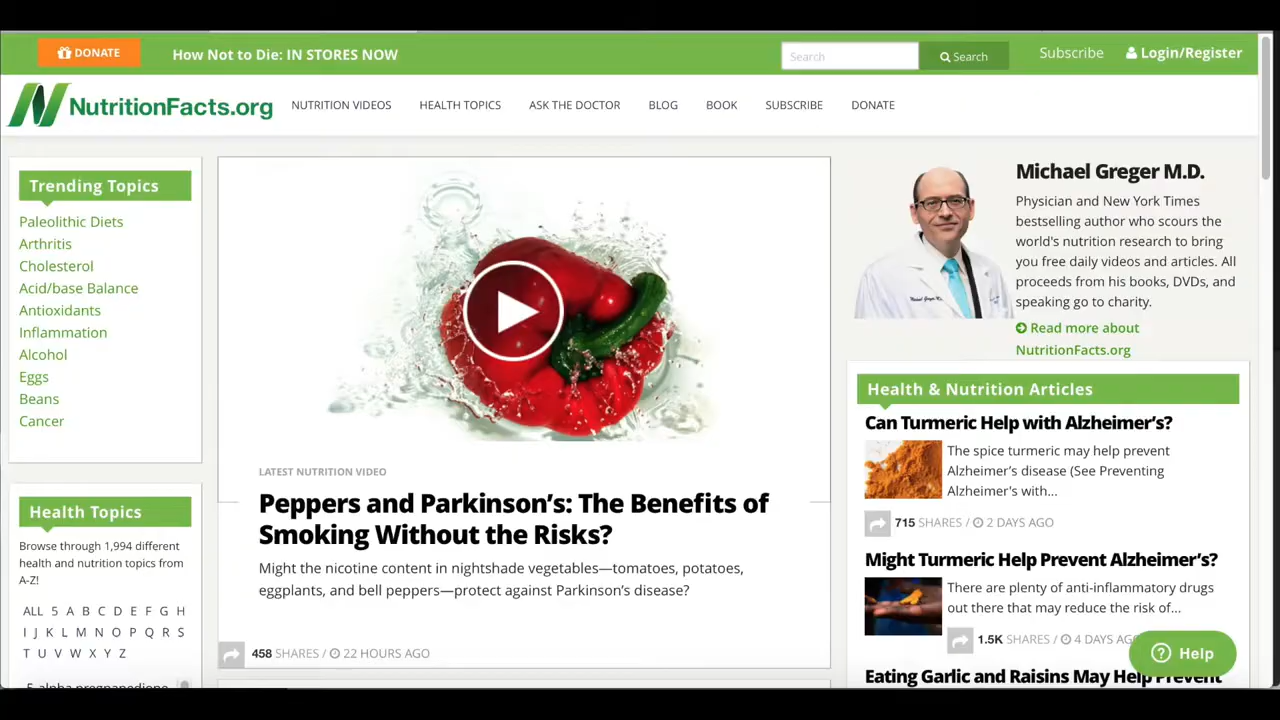 DONATE
How Not to Die: IN STORES NOW
Search
Search
Subscribe
Login/Register
NutritionFacts.org
NUTRITION VIDEOS
HEALTH TOPICS
ASK THE DOCTOR
BLOG
BOOK
SUBSCRIBE
DONATE
Trending Topics
Paleolithic Diets
Arthritis
Cholesterol
Acid/base Balance
Antioxidants
Inflammation
Alcohol
Eggs
Beans
Cancer
Health Topics
Browse through 1,994 different
health and nutrition topics from
A-Z!
ALL 5 A B C D E F G H
I J K L M N O P Q R S
T U V W X Y Z
LATEST NUTRITION VIDEO
Peppers and Parkinson’s: The Benefits of
Smoking Without the Risks?
Might the nicotine content in nightshade vegetables—tomatoes, potatoes,
eggplants, and bell peppers—protect against Parkinson’s disease?
458 SHARES / 22 HOURS AGO
Michael Greger M.D.
Physician and New York Times
bestselling author who scours the
world's nutrition research to bring
you free daily videos and articles. All
proceeds from his books, DVDs, and
speaking go to charity.
Read more about
NutritionFacts.org
Health & Nutrition Articles
Can Turmeric Help with Alzheimer’s?
The spice turmeric may help prevent
Alzheimer’s disease (See Preventing
Alzheimer's with...
715 SHARES / 2 DAYS AGO
Might Turmeric Help Prevent Alzheimer’s?
There are plenty of anti-inflammatory drugs
out there that may reduce the risk of...
1.5K SHARES / 4 DAYS AGO
Eating Garlic and Raisins May Help Prevent
Help